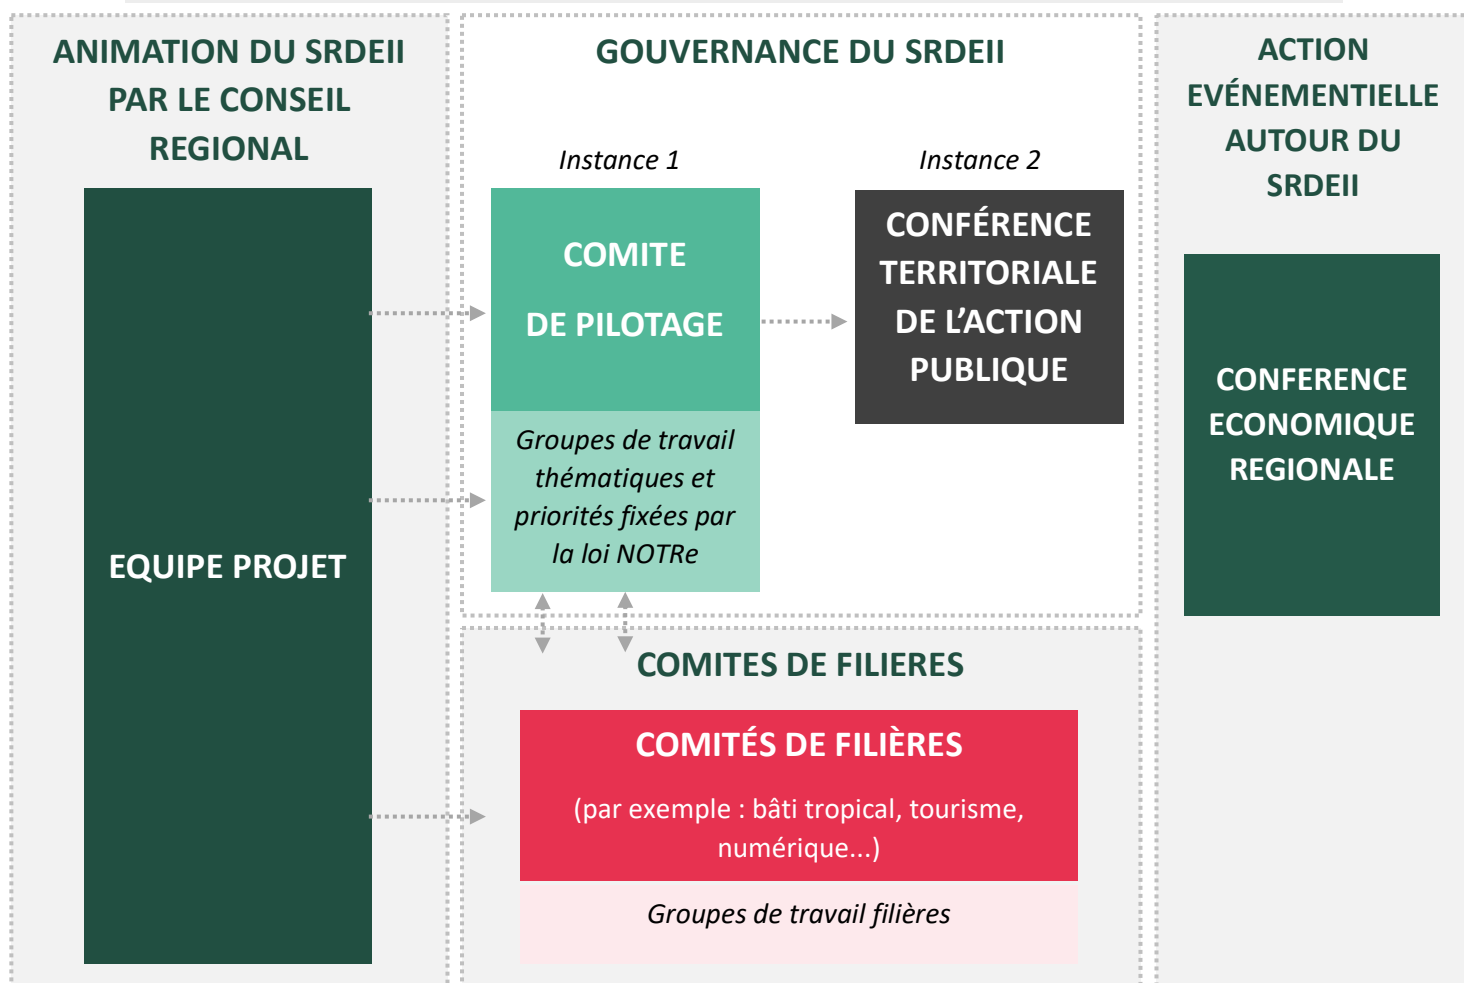 ANIMATION DU SRDEII
PAR LE CONSEIL
REGIONAL
EQUIPE PROJET
GOUVERNANCE DU SRDEII
Instance 1
COMITE
DE PILOTAGE
Groupes de travail
thématiques et
priorités fixées par
la loi NOTRe
Instance 2
CONFÉRENCE
TERRITORIALE
DE L’ACTION
PUBLIQUE
COMITES DE FILIERES
COMITÉS DE FILIÈRES
(par exemple : bâti tropical, tourisme,
numérique...)
Groupes de travail filières
ACTION
EVÉNEMENTIELLE
AUTOUR DU
SRDEII
CONFERENCE
ECONOMIQUE
REGIONALE